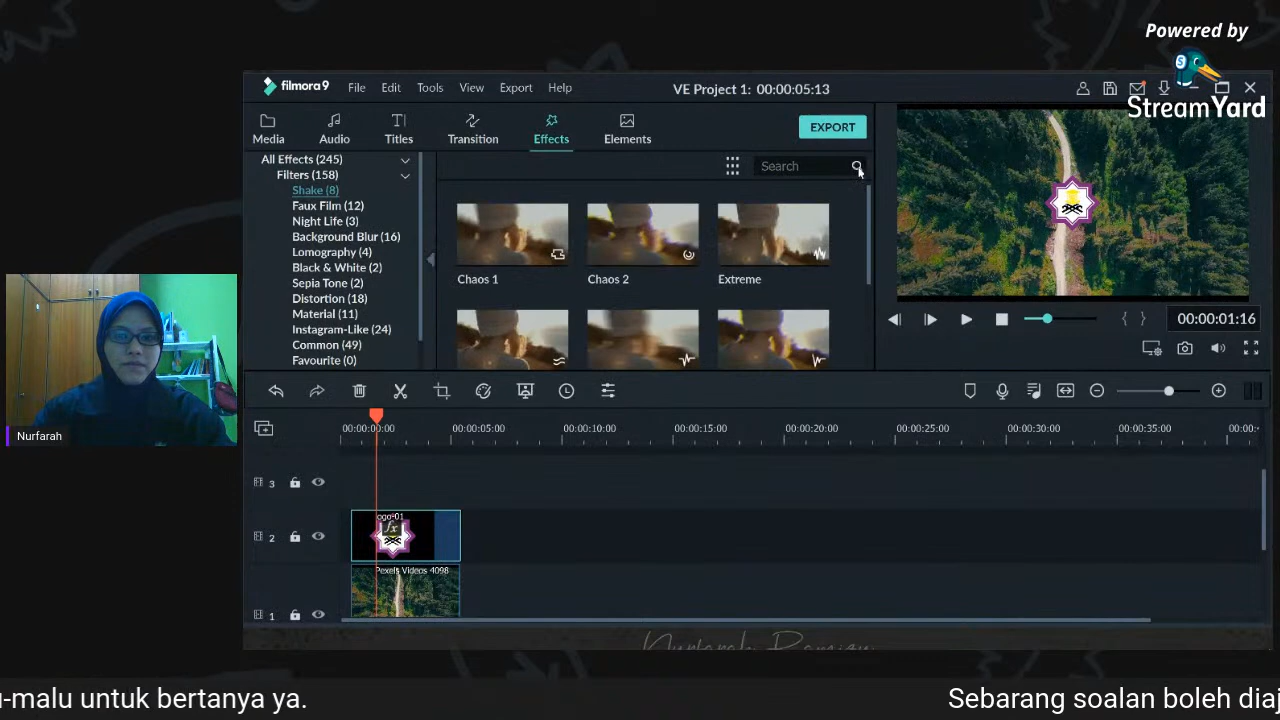 Powered by
StreamYard
filmora9
File Edit Tools View Export Help
VE Project 1: 00:00:05:13
Media Audio Titles Transition Effects Elements
EXPORT
All Effects (245)
Filters (158)
Shake (8)
Faux Film (12)
Night Life (3)
Background Blur (16)
Lomography (4)
Black & White (2)
Sepia Tone (2)
Distortion (18)
Material (11)
Instagram-Like (24)
Common (49)
Favourite (0)
Search
Chaos 1 Chaos 2 Extreme
00:00:01:16
Nurfarah
00:00:00:00 00:00:05:00 00:00:10:00 00:00:15:00 00:00:20:00 00:00:25:00 00:00:30:00 00:00:35:00 00:00:
3
ogo-01
fx
2
Pexels Videos 4098
1
-malu untuk bertanya ya.
Sebarang soalan boleh diaj